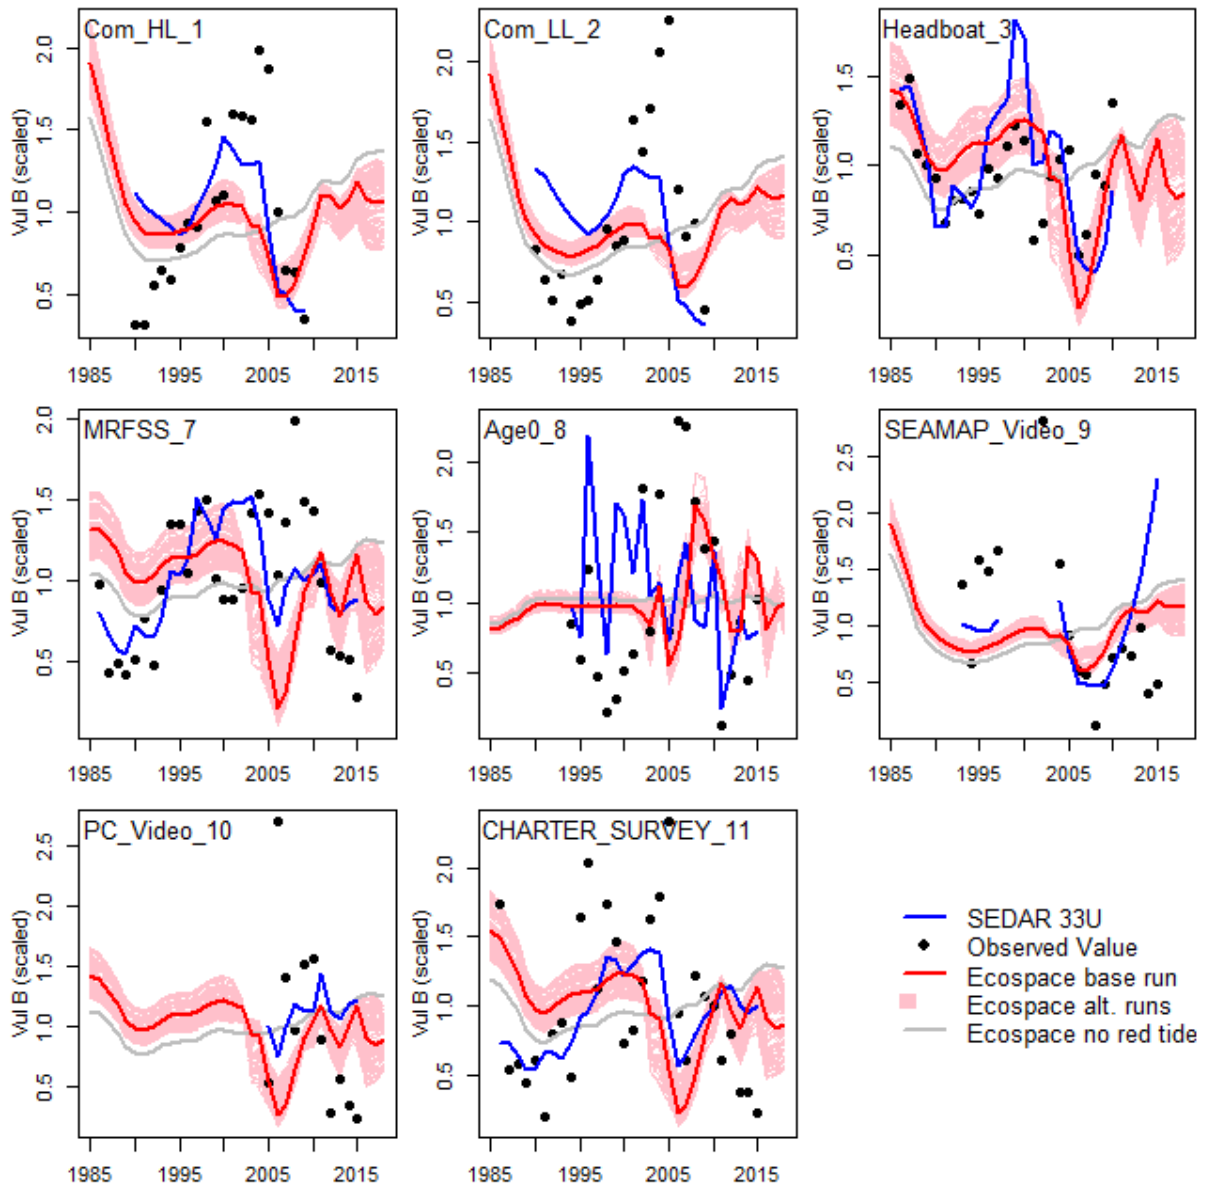 Com_HL_1
Vul B (scaled)
2.0
1.5
1.0
0.5
1985 1995 2005 2015
Com_LL_2
Vul B (scaled)
2.0
1.5
1.0
0.5
1985 1995 2005 2015
Headboat_3
Vul B (scaled)
1.5
1.0
0.5
1985 1995 2005 2015
MRFSS_7
Vul B (scaled)
2.0
1.5
1.0
0.5
1985 1995 2005 2015
Age0_8
Vul B (scaled)
2.0
1.5
1.0
0.5
1985 1995 2005 2015
SEAMAP_Video_9
Vul B (scaled)
2.5
2.0
1.5
1.0
0.5
1985 1995 2005 2015
PC_Video_10
Vul B (scaled)
2.5
2.0
1.5
1.0
0.5
1985 1995 2005 2015
CHARTER_SURVEY_11
Vul B (scaled)
2.0
1.5
1.0
0.5
1985 1995 2005 2015
SEDAR 33U
Observed Value
Ecospace base run
Ecospace alt. runs
Ecospace no red tide